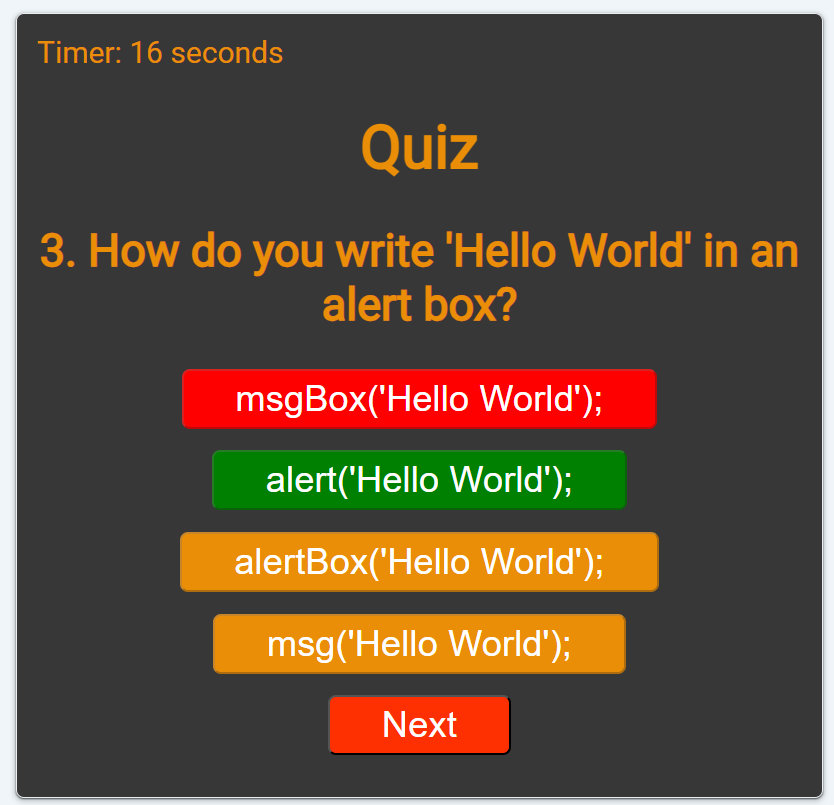 Timer: 16 seconds
Quiz
3. How do you write 'Hello World' in an
alert box?
msgBox('Hello World');
alert('Hello World');
alertBox('Hello World');
msg('Hello World');
Next